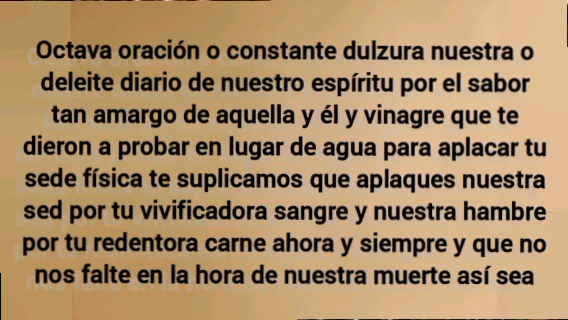 Octava oración o constante dulzura nuestra o
deleite diario de nuestro espíritu por el sabor
tan amargo de aquella y él y vinagre que te
dieron a probar en lugar de agua para aplacar tu
sede física te suplicamos que aplaques nuestra
sed por tu vivificadora sangre y nuestra hambre
por tu redentora carne ahora y siempre y que no
nos falte en la hora de nuestra muerte así sea